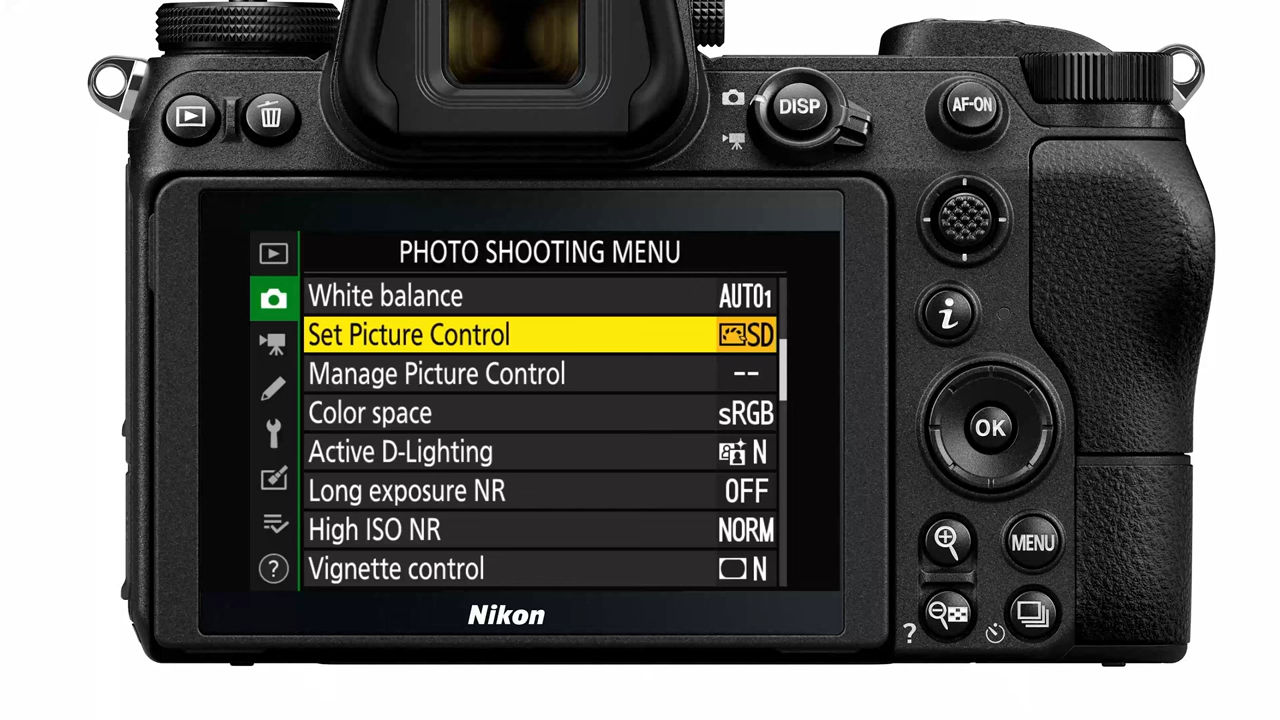 DISP
AF-ON
PHOTO SHOOTING MENU
White balance AUTO1
Set Picture Control SD
Manage Picture Control --
Color space sRGB
Active D-Lighting N
Long exposure NR OFF
High ISO NR NORM
Vignette control N
?
i
OK
MENU
Nikon
?